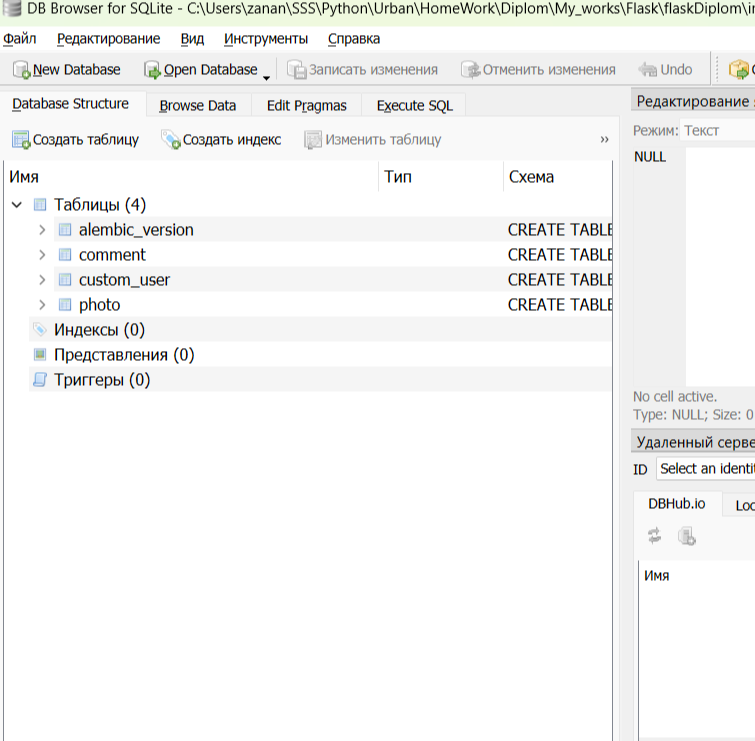 DB Browser for SQLite - C:\Users\zanan\SSS\Python\Urban\HomeWork\Diplom\My_works\Flask\flaskDiplom\i
Файл Редактирование Вид Инструменты Справка
New Database Open Database Записать изменения Отменить изменения Undo
Database Structure Browse Data Edit Pragmas Execute SQL
Создать таблицу Создать индекс Изменить таблицу »
Имя Тип Схема
Таблицы (4)
alembic_version CREATE TABLE
comment CREATE TABLE
custom_user CREATE TABLE
photo CREATE TABLE
Индексы (0)
Представления (0)
Триггеры (0)
Редактирование
Режим: Текст
NULL
No cell active.
Type: NULL; Size: 0
Удаленный серве
ID Select an identi
DBHub.io Loc
Имя